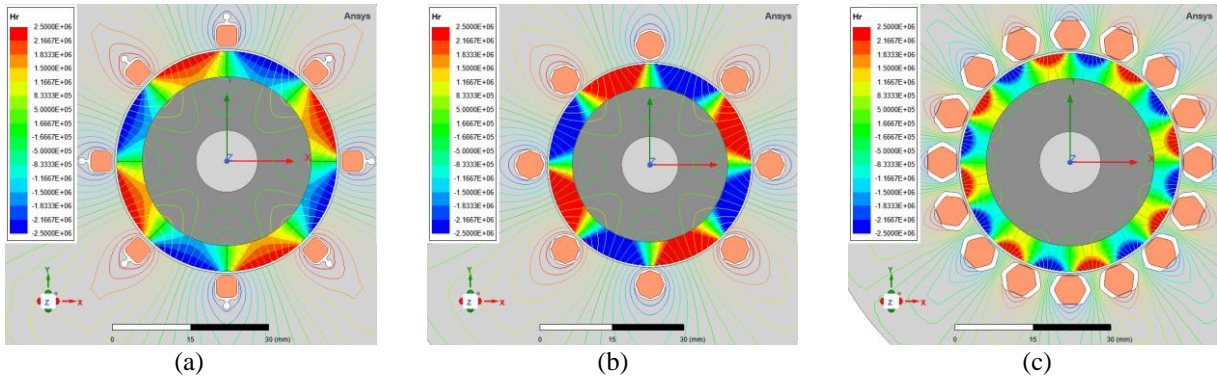 Hr
2.5000E+06
2.1667E+06
1.8333E+06
1.5000E+06
1.1667E+06
8.3333E+05
5.0000E+05
1.6667E+05
-1.6667E+05
-5.0000E+05
-8.3333E+05
-1.1667E+06
-1.5000E+06
-1.8333E+06
-2.1667E+06
-2.5000E+06
Ansys
Y
X
Z
Y
X
Z
0 15 30 (mm)
(a)
Hr
2.5000E+06
2.1667E+06
1.8333E+06
1.5000E+06
1.1667E+06
8.3333E+05
5.0000E+05
1.6667E+05
-1.6667E+05
-5.0000E+05
-8.3333E+05
-1.1667E+06
-1.5000E+06
-1.8333E+06
-2.1667E+06
-2.5000E+06
Ansys
X
Z
Y
X
Z
0 15 30 (mm)
(b)
Hr
2.5000E+06
2.1667E+06
1.8333E+06
1.5000E+06
1.1667E+06
8.3333E+05
5.0000E+05
1.6667E+05
-1.6667E+05
-5.0000E+05
-8.3333E+05
-1.1667E+06
-1.5000E+06
-1.8333E+06
-2.1667E+06
-2.5000E+06
Ansys
Y
X
Z
Y
X
Z
0 15 30 (mm)
(c)